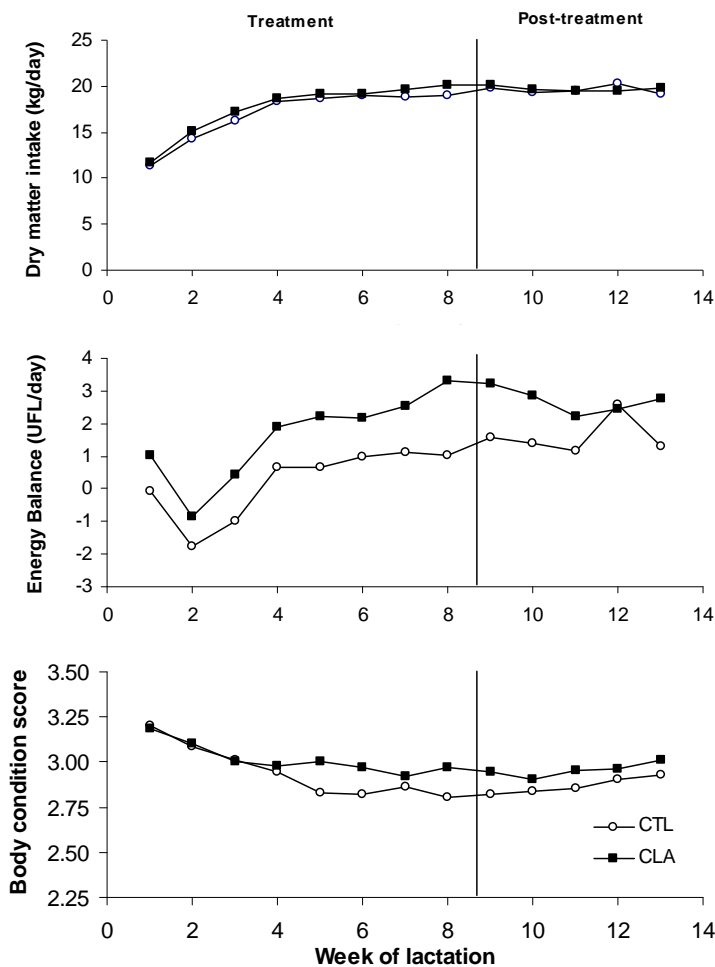 Treatment
Post-treatment
Dry matter intake (kg/day)
25
20
15
10
5
0
0 2 4 6 8 10 12 14
Energy Balance (UFL/day)
4
3
2
1
0
-1
-2
-3
0 2 4 6 8 10 12 14
Body condition score
3.50
3.25
3.00
2.75
2.50
2.25
CTL
CLA
0 2 4 6 8 10 12 14
Week of lactation